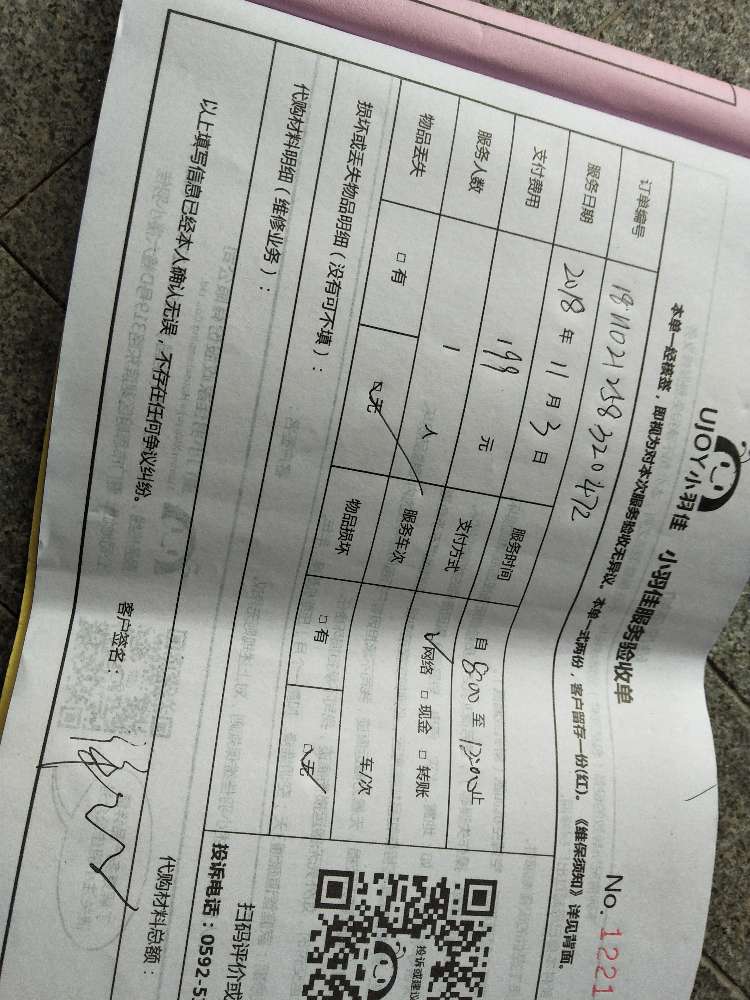 UJOY小羽佳 小羽佳服务验收单
No. 1221
本单一经核签，即视为对本次服务验收无异议。本单一式两份，客户留存一份(红)。《维保须知》详见背面。
订单编号 1811021258320472
服务日期 2018 年 11 月 3 日 服务时间 自 8:00 至 12:00 止
支付费用 199 元 支付方式 ☑网络 □现金 □转账
服务人数 1 人 服务车次 车/次
物品丢失 □有 ☑无 物品损坏 □有 ☑无
损坏或丢失物品明细（没有可不填）：
代购材料明细（维修业务）：
代购材料总额：
以上填写信息已经本人确认无误，不存在任何争议纠纷。
客户签名：
投诉或建议
扫码评价或
投诉电话：0592-5